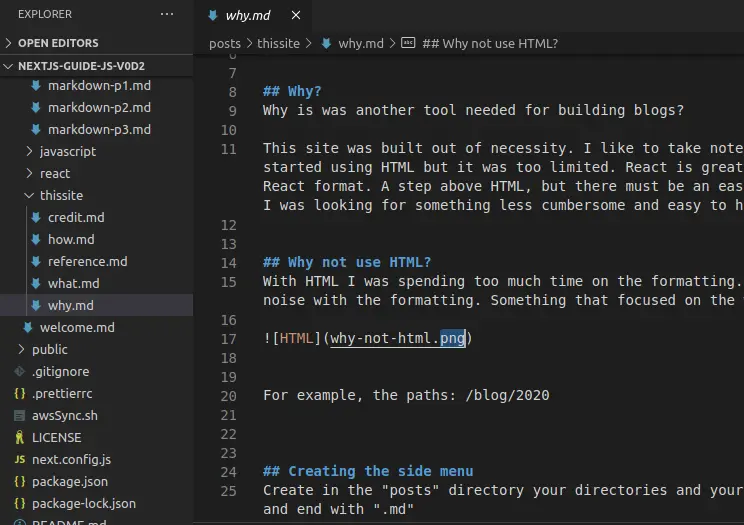 EXPLORER
OPEN EDITORS
NEXTJS-GUIDE-JS-V0D2
markdown-p1.md
markdown-p2.md
markdown-p3.md
javascript
react
thissite
credit.md
how.md
reference.md
what.md
why.md
welcome.md
public
.gitignore
.prettierrc
awsSync.sh
LICENSE
next.config.js
package.json
package-lock.json
README.md
why.md
posts > thissite > why.md > ## Why not use HTML?
7
8 ## Why?
9 Why is was another tool needed for building blogs?
10
11 This site was built out of necessity. I like to take note
started using HTML but it was too limited. React is great
React format. A step above HTML, but there must be an eas
I was looking for something less cumbersome and easy to h
12
13
14 ## Why not use HTML?
15 With HTML I was spending too much time on the formatting.
noise with the formatting. Something that focused on the
16
17 ![HTML](why-not-html.png)
18
19
20 For example, the paths: /blog/2020
21
22
23
24 ## Creating the side menu
25 Create in the "posts" directory your directories and your
and end with ".md"